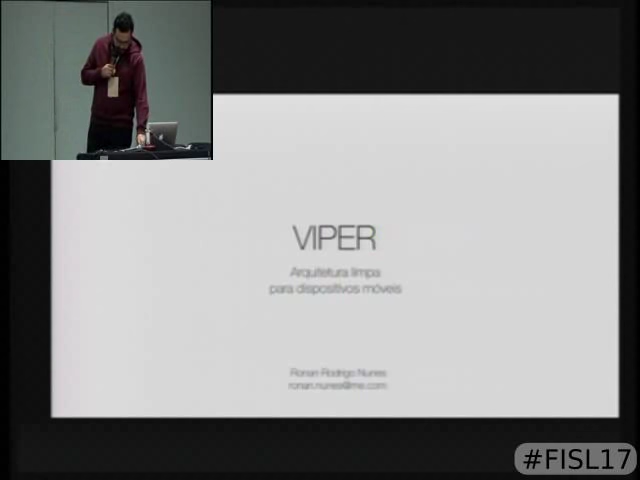 VIPER
Arquitetura limpa
para dispositivos móveis
Ronan Rodrigo Nunes
ronan.nunes@me.com
#FISL17